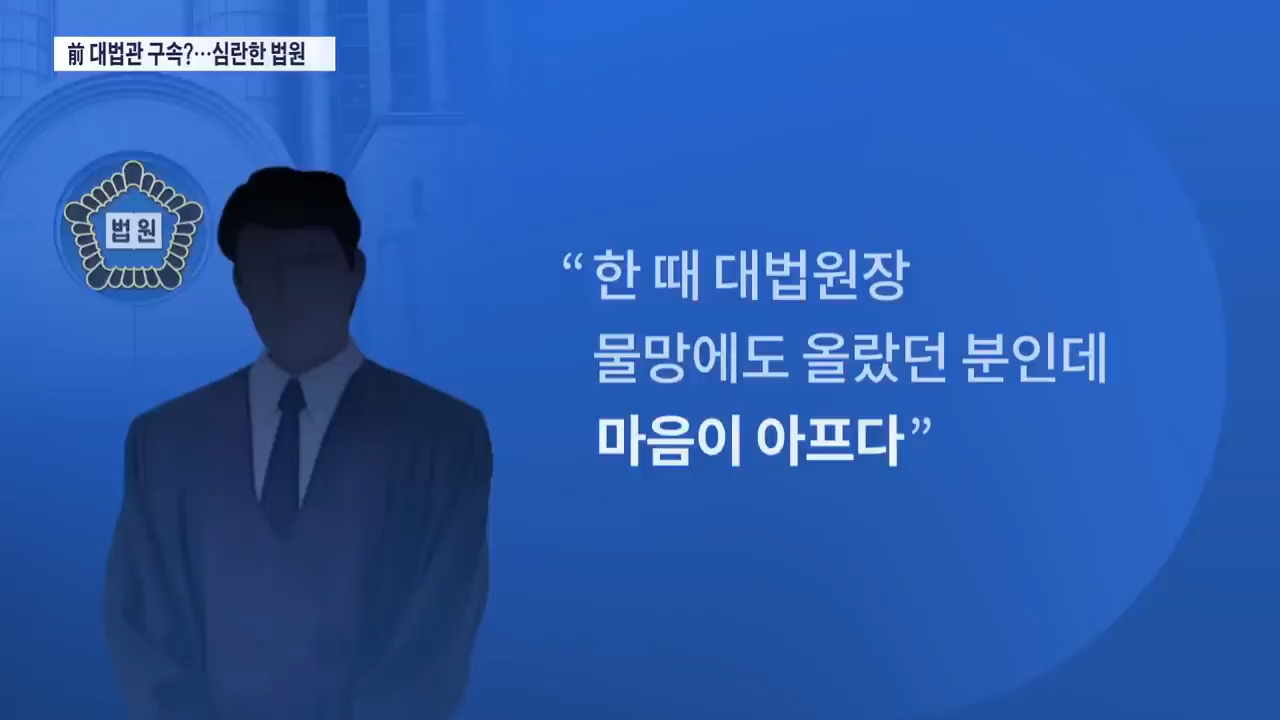 前 대법관 구속?…심란한 법원
법원
“한 때 대법원장
물망에도 올랐던 분인데
마음이 아프다”